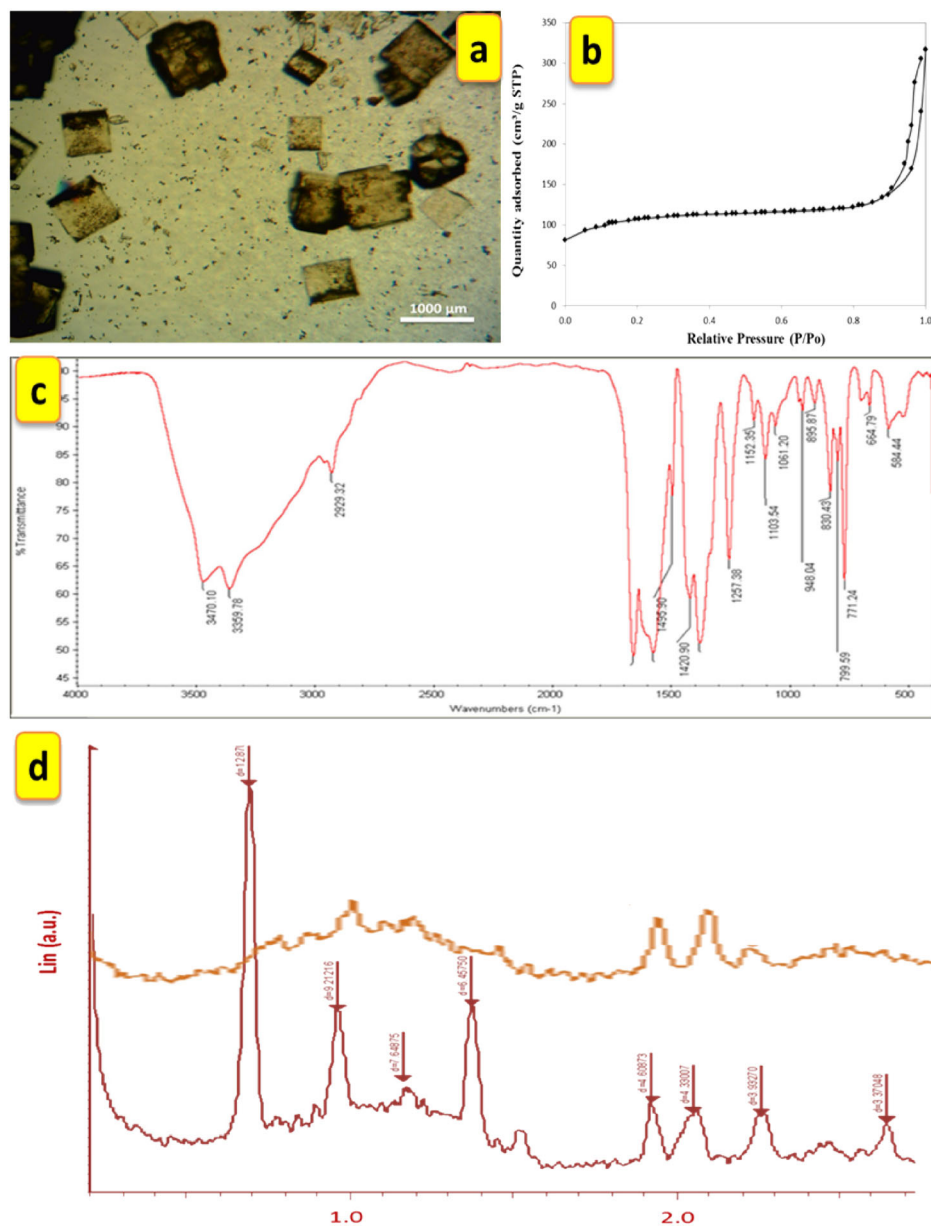 a
1000 µm
b
Quantity adsorbed (cm³/g STP)
350
300
250
200
150
100
50
0
0.0 0.2 0.4 0.6 0.8 1.0
Relative Pressure (P/Po)
c
%Transmittance
100
95
90
85
80
75
70
65
60
55
50
45
3470.10
3359.78
2929.32
1495.90
1420.90
1257.38
1152.35
1103.54
1061.20
948.04
895.87
830.43
799.59
771.24
664.79
584.44
4000 3500 3000 2500 2000 1500 1000 500
Wavenumbers (cm-1)
d
Lin (a.u.)
d=9.21216
d=7.64875
d=6.45750
d=4.60873
d=4.33007
d=3.93270
d=3.37048
1.0 2.0